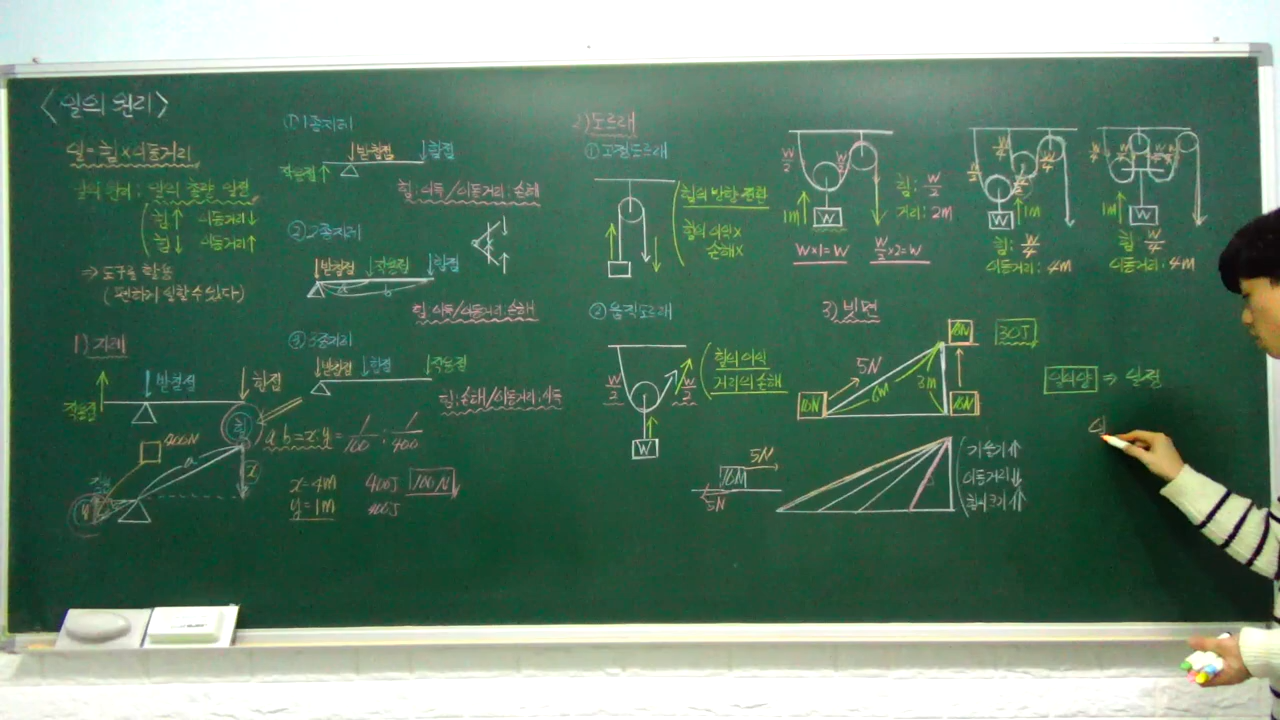 <일의 원리>
일=힘×이동거리
일의 원리: 일의 총량 일정
힘↑ 이동거리↓
힘↓ 이동거리↑
⇒ 도구를 활용
(편하게 일할 수 있다)
1) 지레
작용점
↓받침점
↓힘점
힘
400N
a
x
a:b=x:y=1/100:1/400
x=4m 400J 100N
y=1m 400J
①1종지레
↓받침점 ↓힘점
작용점↑
힘:이득/이동거리:손해
②2종지레
↓받침점 ↓작용점 ↓힘점
힘:이득/이동거리:손해
③3종지레
↓받침점 ↓힘점 ↓작용점
힘:손해/이동거리:이득
2)도르래
①고정도르래
힘의 방향 전환
힘의 이익×
손해×
②움직도르래
W/2 W/2
W
힘의 이익
거리의 손해
W/2 W/2
1m↑ W
힘: W/2
거리: 2m
W×1=W W/2×2=W
W/2 W/4 W/4
W/2
W ↑1m
힘: W/4
이동거리: 4m
1m↑ W
힘: W/4
이동거리: 4m
3) 빗면
10N 30J
5N
6m 3m
10N 10N
5N
10N
5N
기울기↑
이동거리↓
힘의 크기↑
일의 양 ⇒ 일정